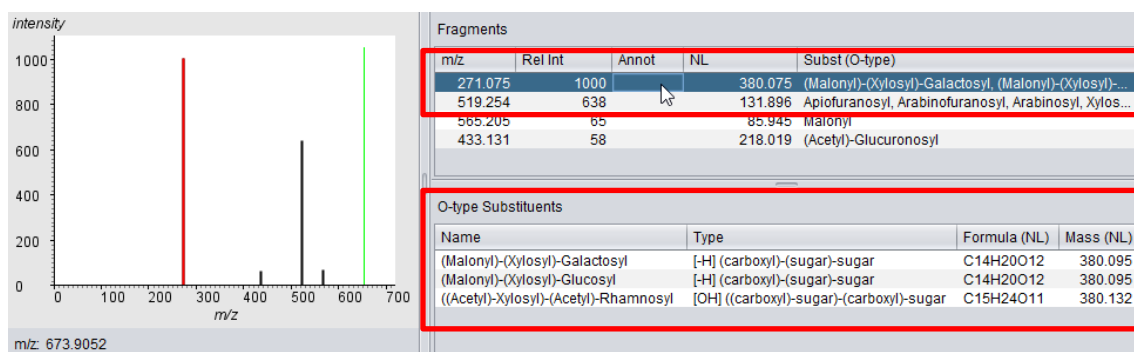 intensity
1000
800
600
400
200
0
0 100 200 300 400 500 600 700
m/z
m/z: 673.9052
Fragments
m/z Rel Int Annot NL Subst (O-type)
271.075 1000 380.075 (Malonyl)-(Xylosyl)-Galactosyl, (Malonyl)-(Xylosyl)-...
519.254 638 131.896 Apiofuranosyl, Arabinofuranosyl, Arabinosyl, Xylos...
565.205 65 85.945 Malonyl
433.131 58 218.019 (Acetyl)-Glucuronosyl
O-type Substituents
Name Type Formula (NL) Mass (NL)
(Malonyl)-(Xylosyl)-Galactosyl [-H] (carboxyl)-(sugar)-sugar C14H20O12 380.095
(Malonyl)-(Xylosyl)-Glucosyl [-H] (carboxyl)-(sugar)-sugar C14H20O12 380.095
((Acetyl)-Xylosyl)-(Acetyl)-Rhamnosyl [OH] ((carboxyl)-sugar)-(carboxyl)-sugar C15H24O11 380.132